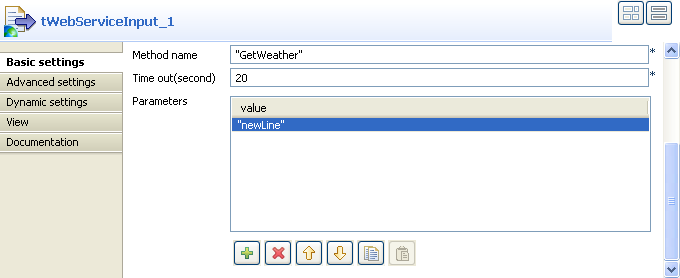 tWebServiceInput_1
Basic settings
Advanced settings
Dynamic settings
View
Documentation
Method name "GetWeather" *
Time out(second) 20 *
Parameters
value
"newLine"